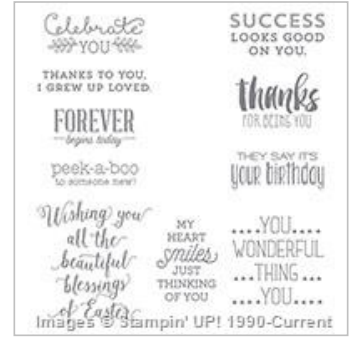 Celebrate
YOU
THANKS TO YOU,
I GREW UP LOVED.
FOREVER
begins today
peek-a-boo
to someone new!
Wishing you
all the
beautiful
blessings
of Easter
SUCCESS
LOOKS GOOD
ON YOU.
thanks
FOR BEING YOU
THEY SAY IT'S
your birthday
MY
HEART
smiles
JUST
THINKING
OF YOU
....YOU....
WONDERFUL
...THING...
....YOU....
Images © Stampin' UP! 1990-Current